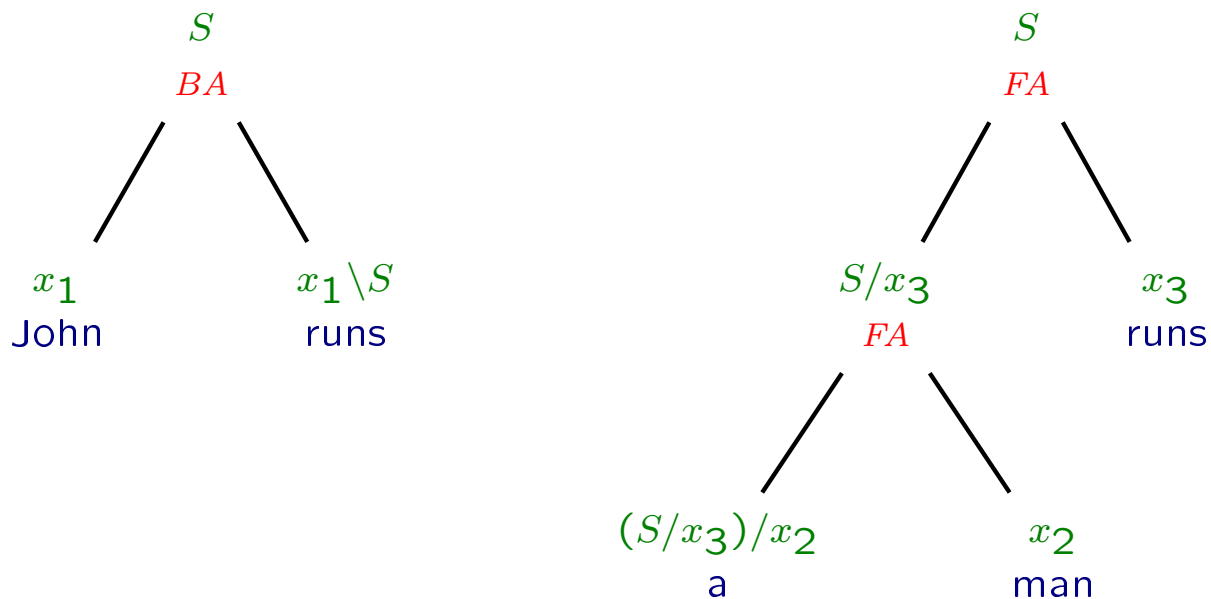 S
BA
x1
x1\S
John
runs
S
FA
S/x3
x3
FA
runs
(S/x3)/x2
x2
a
man